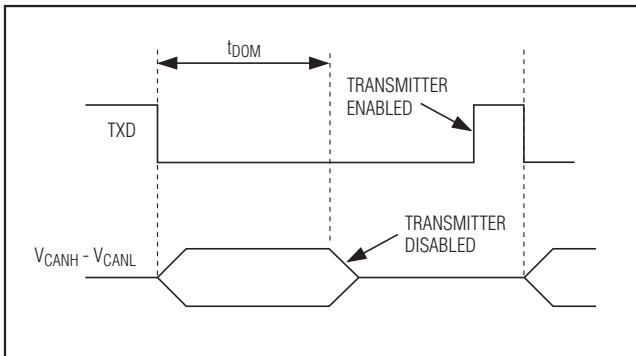 tDOM
TRANSMITTER
ENABLED
TXD
TRANSMITTER
DISABLED
VCANH - VCANL